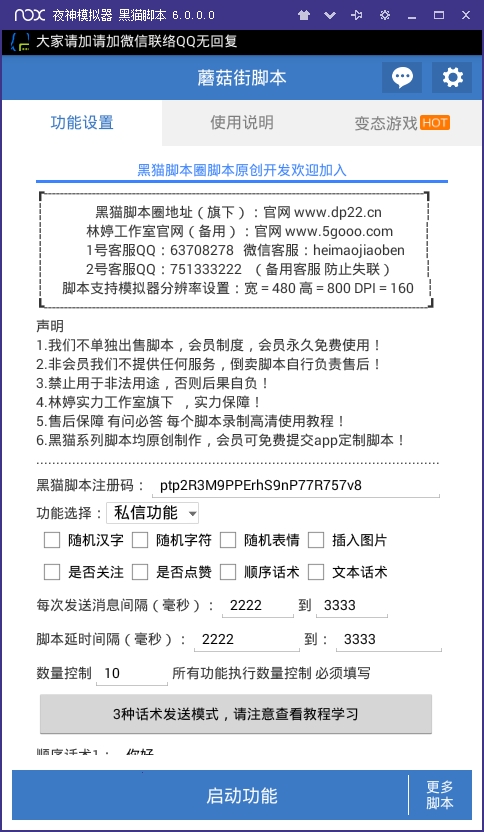 nox 夜神模拟器 黑猫脚本 6.0.0.0
大家请加请加微信联络QQ无回复
蘑菇街脚本
功能设置 使用说明 变态游戏 HOT
黑猫脚本圈脚本原创开发欢迎加入
黑猫脚本圈地址（旗下）：官网 www.dp22.cn
林婷工作室官网（备用）：官网 www.5gooo.com
1号客服QQ：63708278 微信客服：heimaojiaoben
2号客服QQ：751333222 （备用客服 防止失联）
脚本支持模拟器分辨率设置：宽 = 480 高 = 800 DPI = 160
声明
1.我们不单独出售脚本，会员制度，会员永久免费使用！
2.非会员我们不提供任何服务，倒卖脚本自行负责售后！
3.禁止用于非法用途，否则后果自负！
4.林婷实力工作室旗下 ，实力保障！
5.售后保障 有问必答 每个脚本录制高清使用教程！
6.黑猫系列脚本均原创制作，会员可免费提交app定制脚本！
黑猫脚本注册码： ptp2R3M9PPErhS9nP77R757v8
功能选择： 私信功能
随机汉字 随机字符 随机表情 插入图片
是否关注 是否点赞 顺序话术 文本话术
每次发送消息间隔（毫秒）： 2222 到 3333
脚本延时间隔（毫秒）： 2222 到： 3333
数量控制 10 所有功能执行数量控制 必须填写
3种话术发送模式，请注意查看教程学习
顺序话术1： 你好
启动功能
更多
脚本